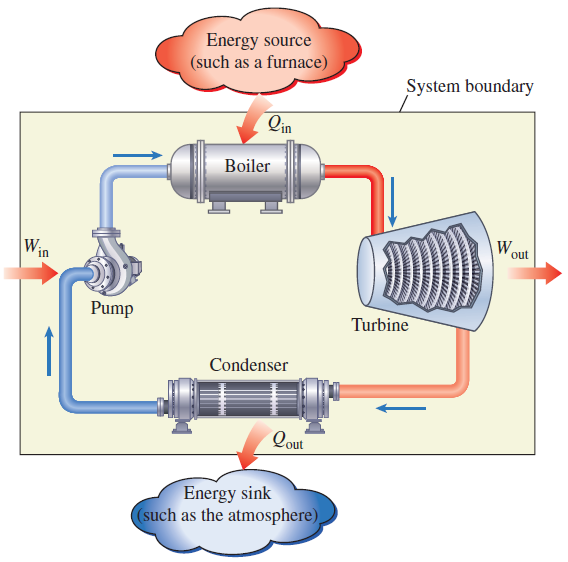 Energy source
(such as a furnace)
System boundary
Qin
Boiler
Win
Wout
Pump
Turbine
Condenser
Qout
Energy sink
(such as the atmosphere)